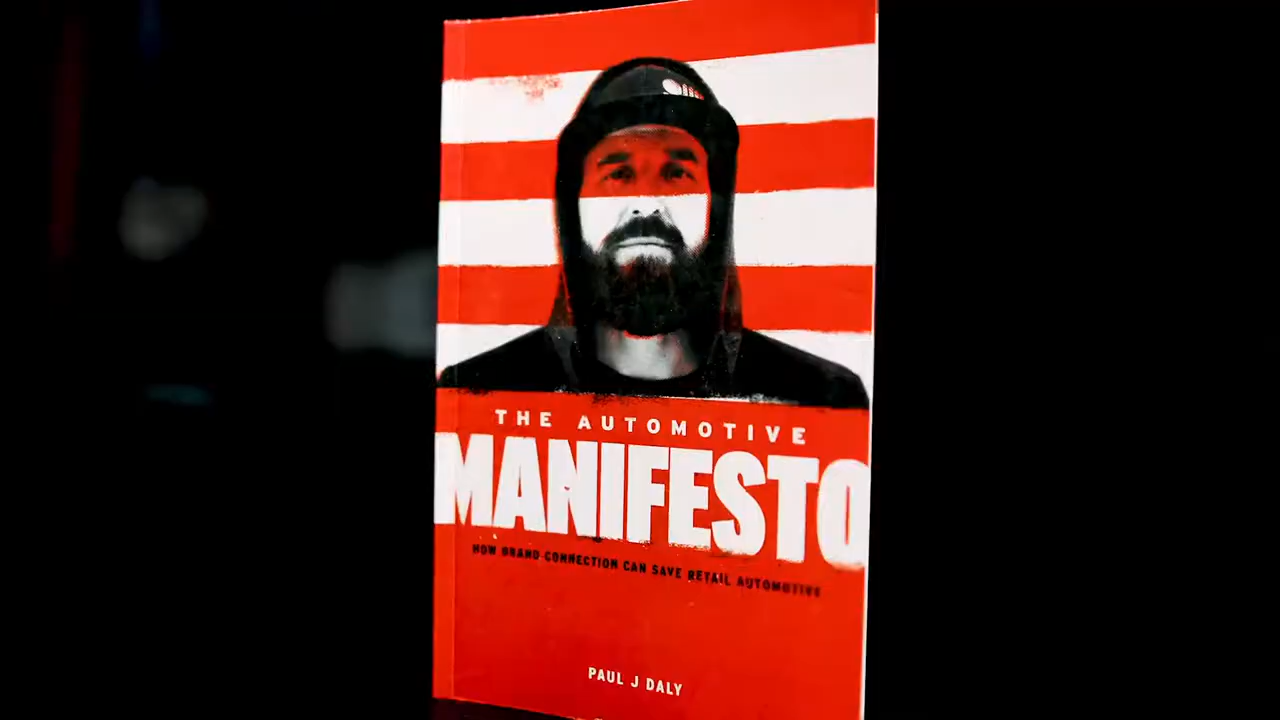 THE AUTOMOTIVE
MANIFESTO
HOW BRAND-CONNECTION CAN SAVE RETAIL AUTOMOTIVE
PAUL J DALY